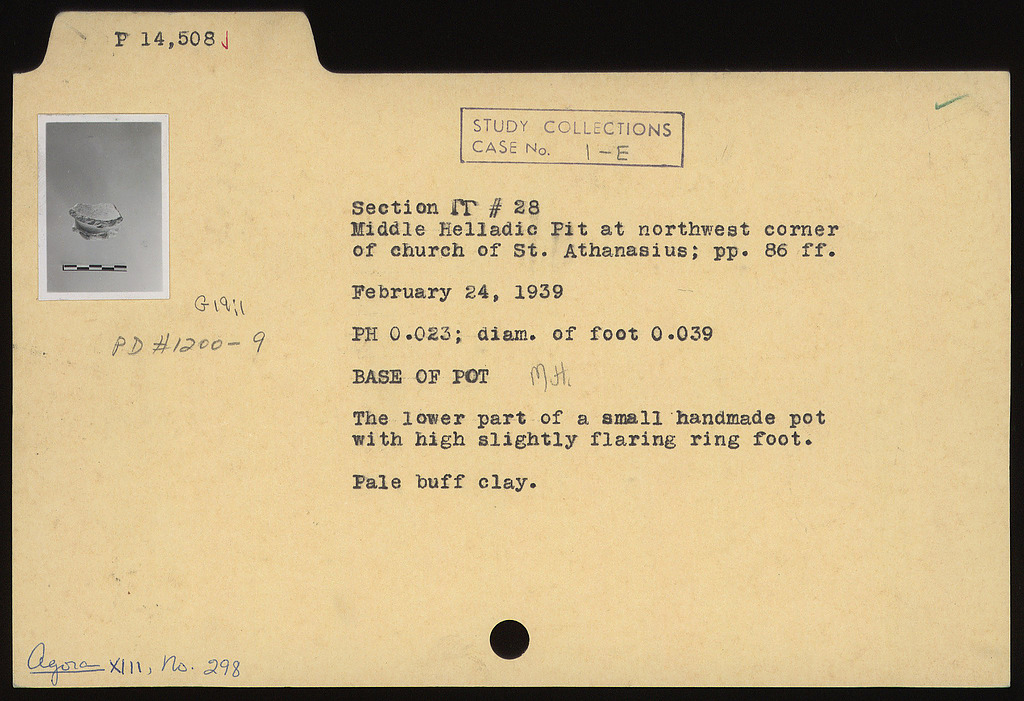 P 14,508
STUDY COLLECTIONS
CASE No. 1-E
Section ΙΤ # 28
Middle Helladic Pit at northwest corner
of church of St. Athanasius; pp. 86 ff.
February 24, 1939
PH 0.023; diam. of foot 0.039
BASE OF POT M.H.
The lower part of a small handmade pot
with high slightly flaring ring foot.
Pale buff clay.
PD #1200-9
Agora XIII, No. 298